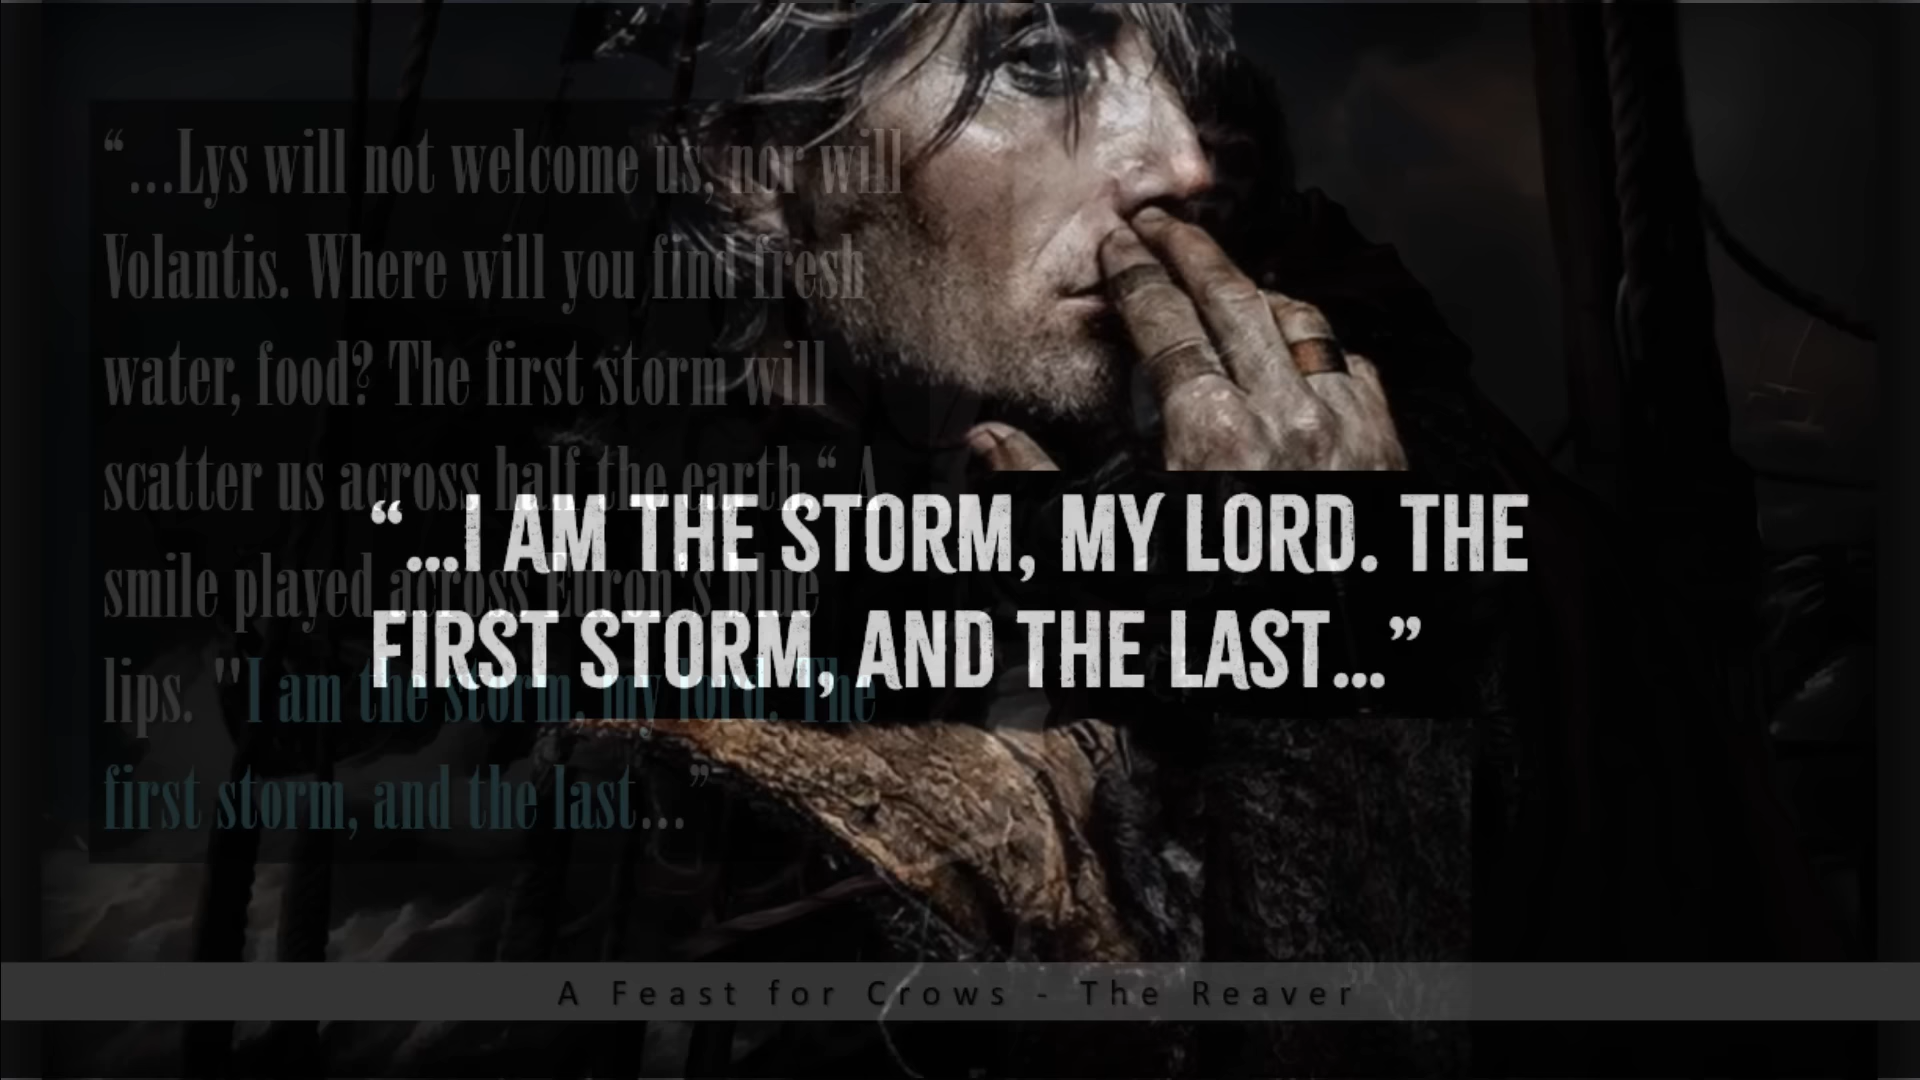 “…Lys will not welcome us, nor will
Volantis. Where will you find fresh
water, food? The first storm will
scatter us across half the earth.“ A
smile played across Euron's blue
lips. "I am the storm, my lord. The
first storm, and the last…”
“…I AM THE STORM, MY LORD. THE
FIRST STORM, AND THE LAST…”
A Feast for Crows - The Reaver